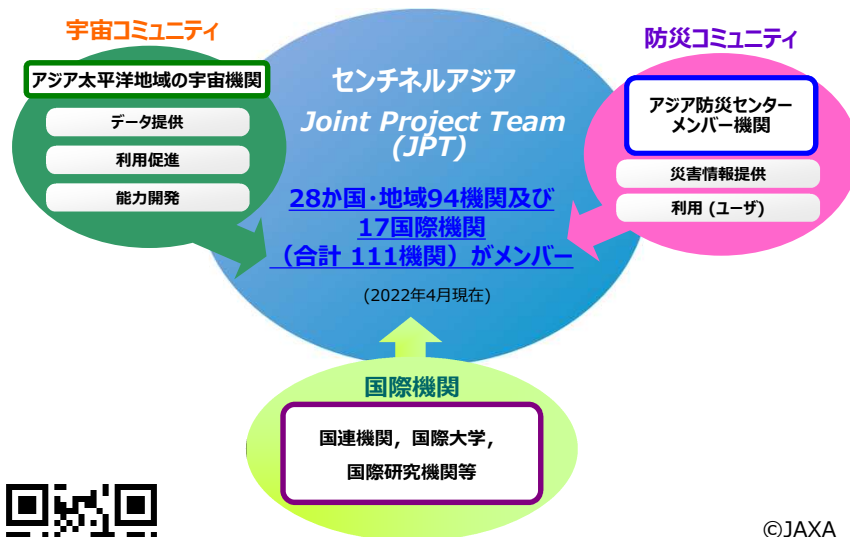 宇宙コミュニティ
アジア太平洋地域の宇宙機関
データ提供
利用促進
能力開発
センチネルアジア
Joint Project Team
(JPT)
28か国・地域94機関及び
17国際機関
（合計 111機関）がメンバー
(2022年4月現在)
防災コミュニティ
アジア防災センター
メンバー機関
災害情報提供
利用 (ユーザ)
国際機関
国連機関，国際大学，
国際研究機関等
©JAXA